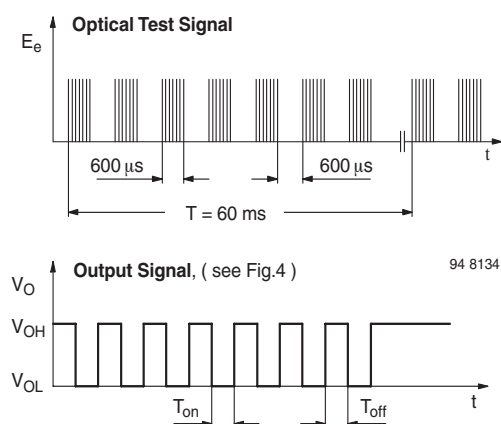 Optical Test Signal
Ee
600 µs
600 µs
t
T = 60 ms
Output Signal, ( see Fig.4 )
94 8134
VO
VOH
VOL
Ton
Toff
t